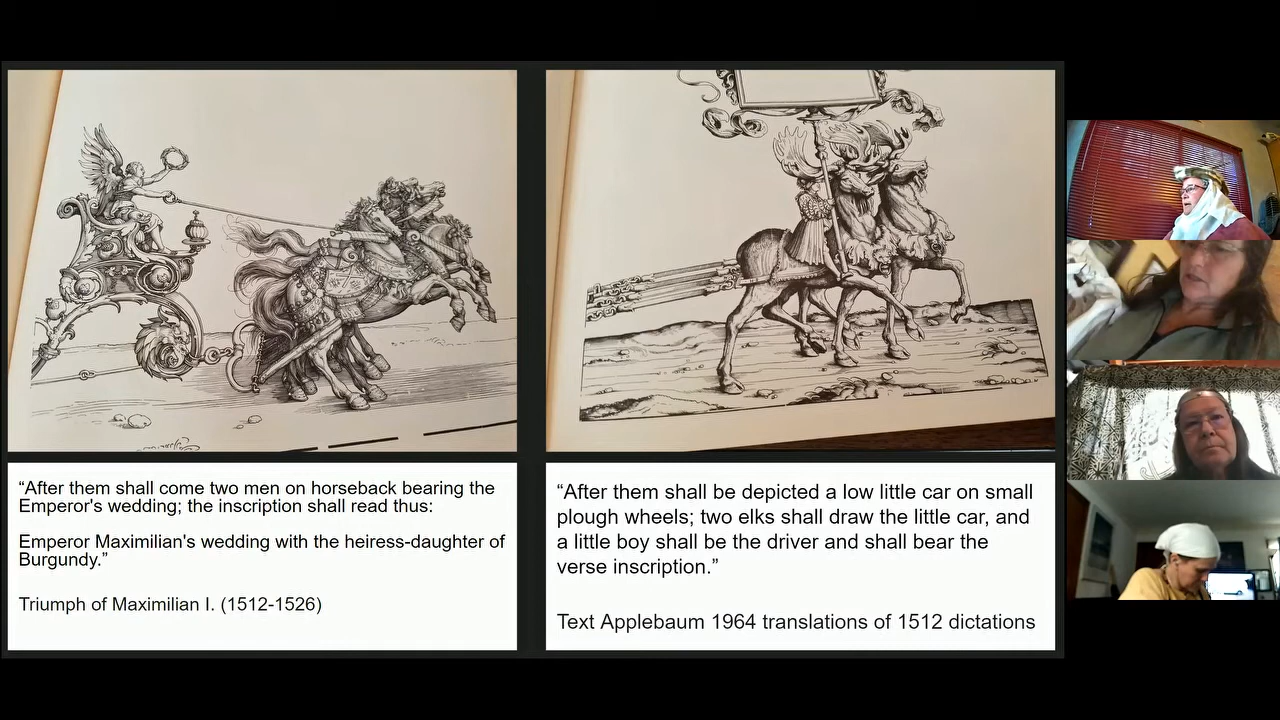 “After them shall come two men on horseback bearing the
Emperor's wedding; the inscription shall read thus:
Emperor Maximilian's wedding with the heiress-daughter of
Burgundy.”
Triumph of Maximilian I. (1512-1526)
“After them shall be depicted a low little car on small
plough wheels; two elks shall draw the little car, and
a little boy shall be the driver and shall bear the
verse inscription.”
Text Applebaum 1964 translations of 1512 dictations